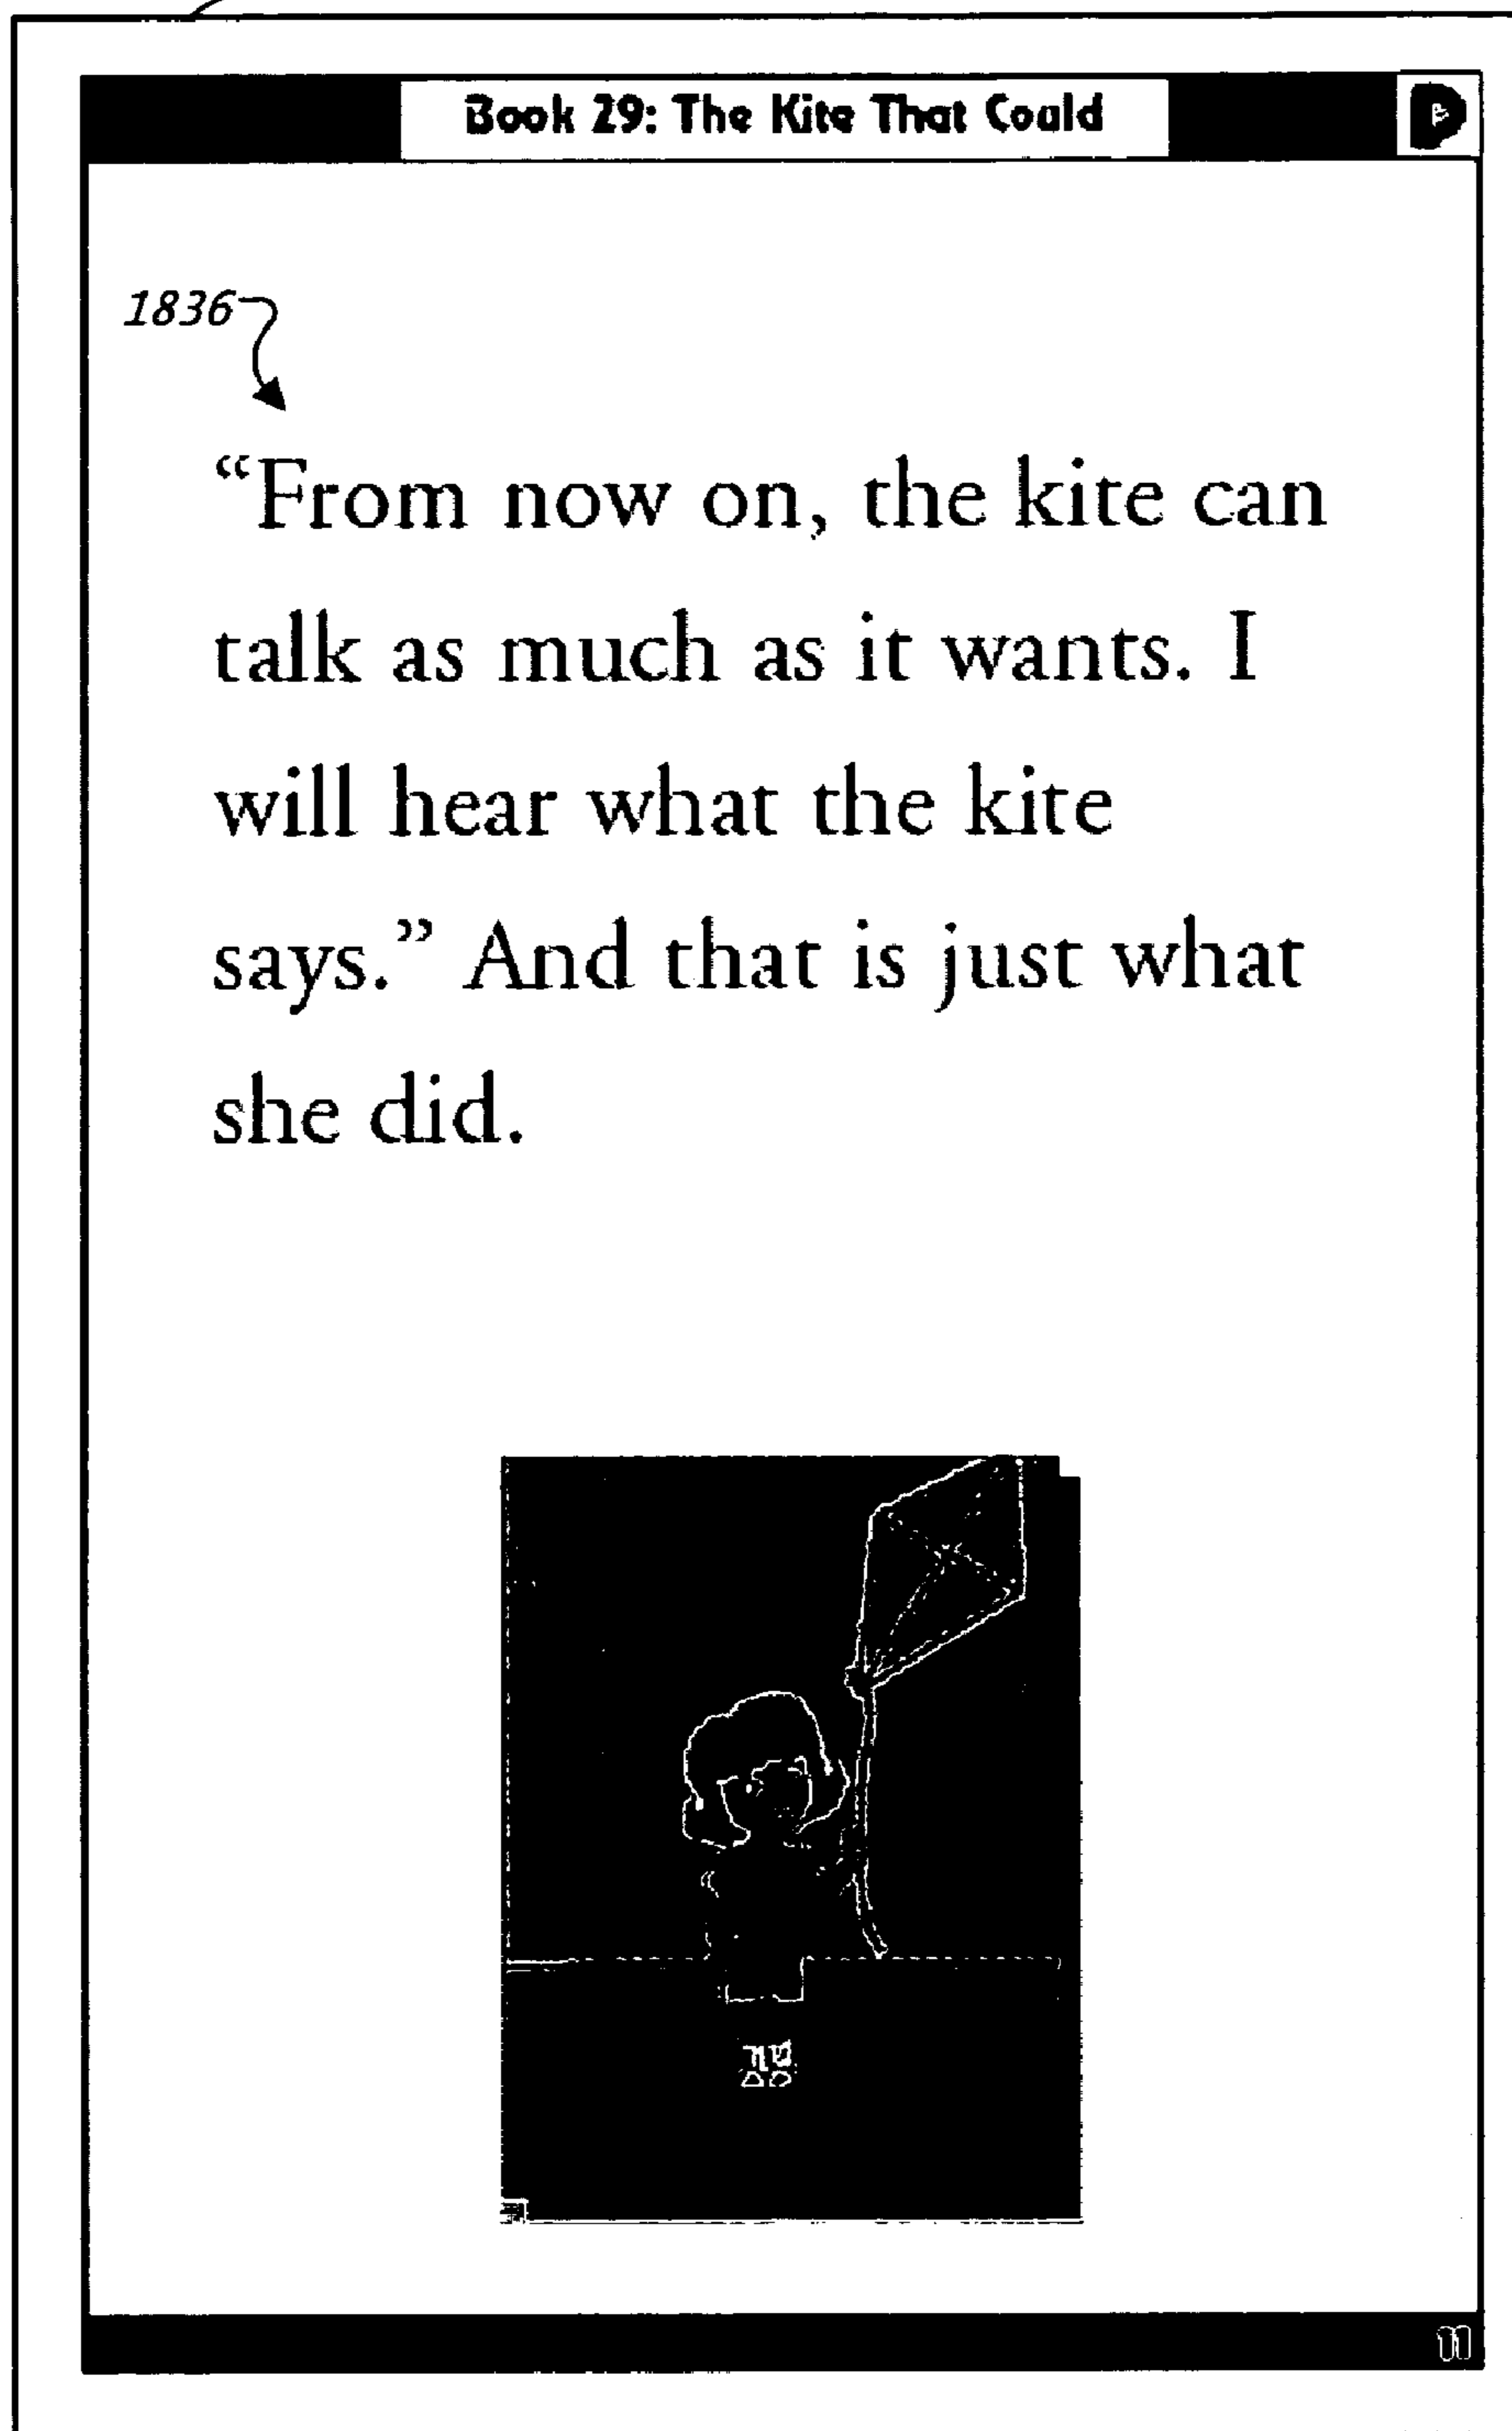 Book 29: The Kite That Could
1836
“From now on, the kite can
talk as much as it wants. I
will hear what the kite
says.” And that is just what
she did.
11